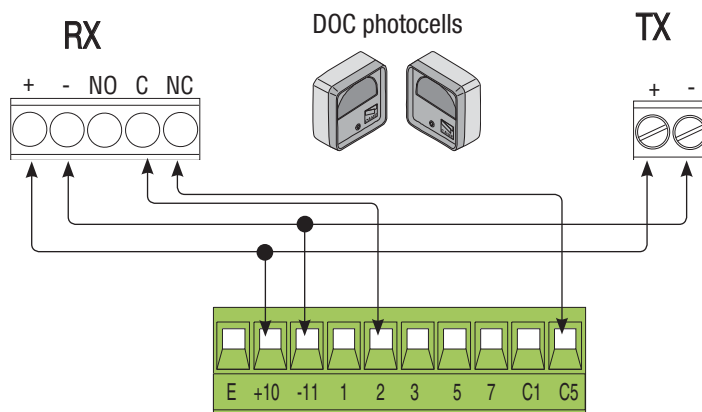 RX
DOC photocells
TX
+ - NO C NC
+ -
E +10 -11 1 2 3 5 7 C1 C5